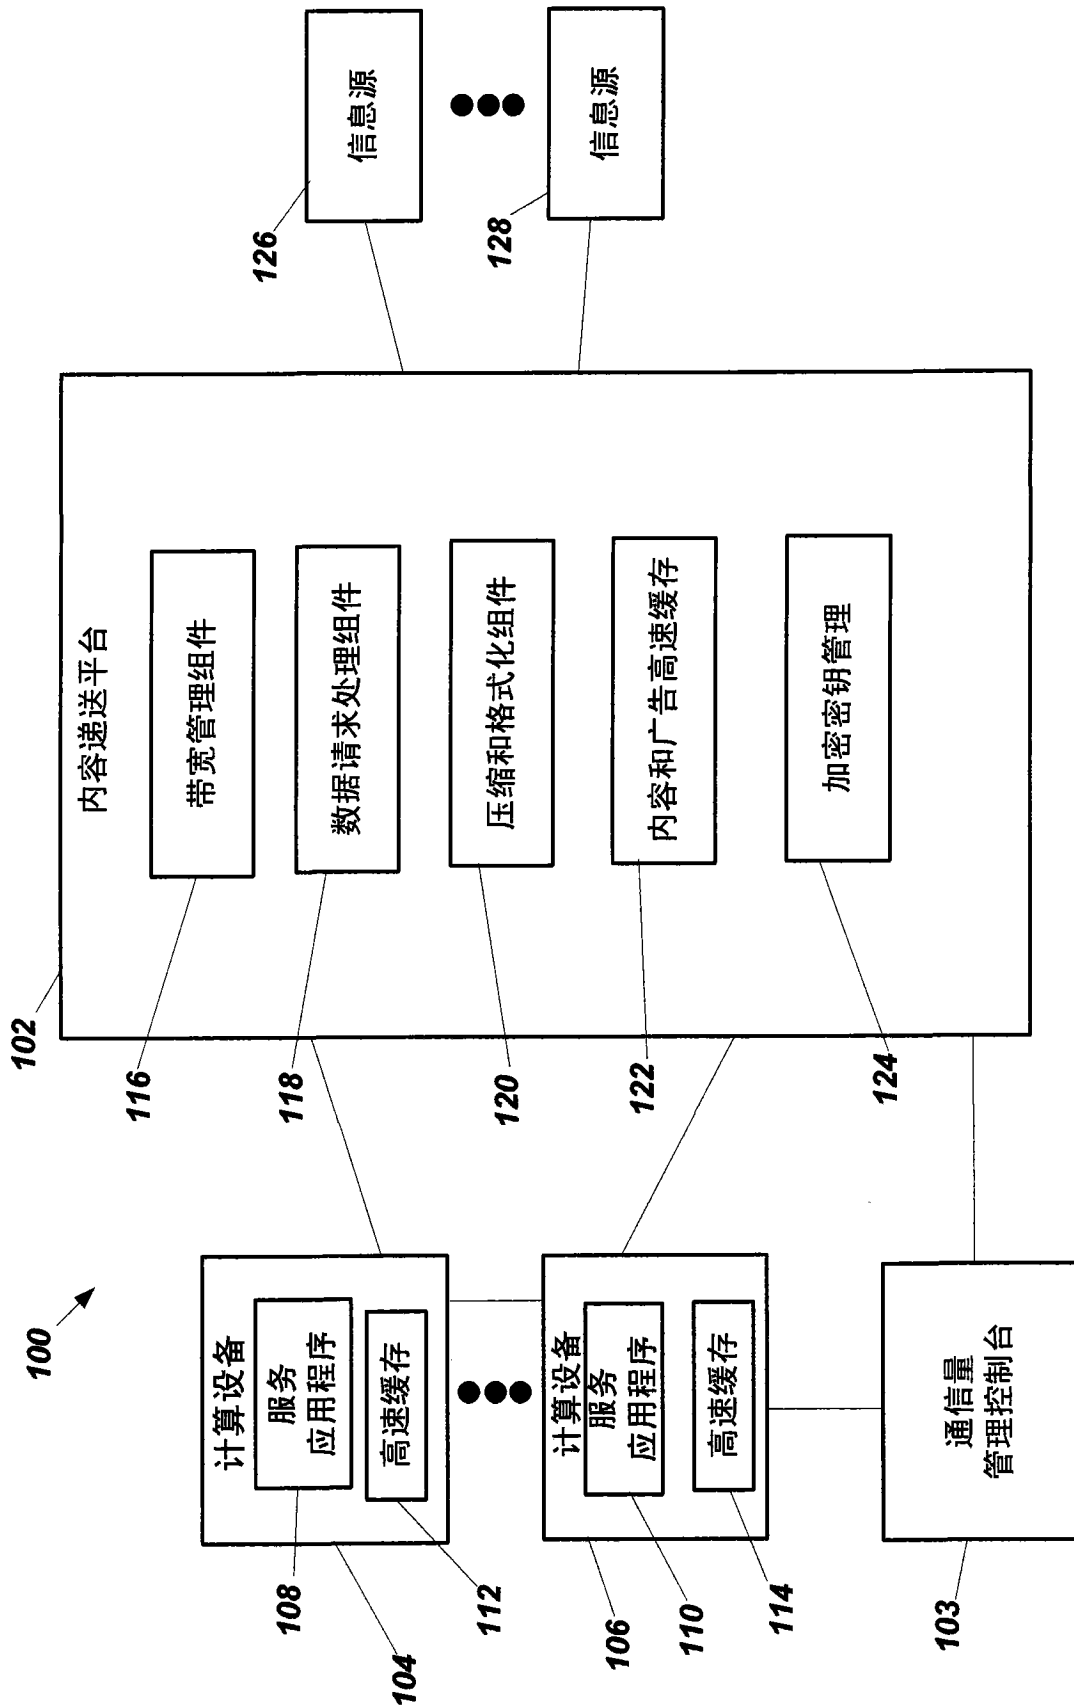 100
102
内容递送平台
116
带宽管理组件
118
数据请求处理组件
120
压缩和格式化组件
122
内容和广告高速缓存
124
加密密钥管理
计算设备
服务
应用程序
高速缓存
108
104
112
计算设备
服务
应用程序
高速缓存
106
110
114
通信量
管理控制台
103
信息源
126
信息源
128